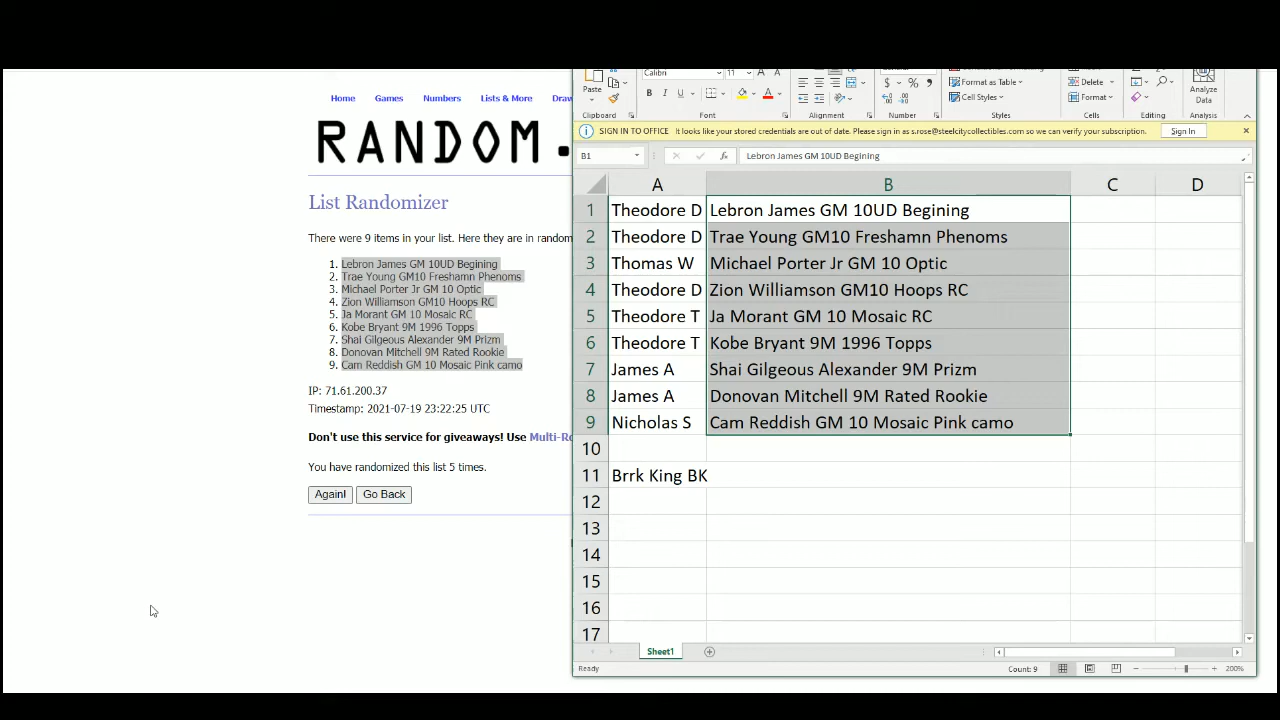 Home Games Numbers Lists & More Draw
RANDOM.
List Randomizer
There were 9 items in your list. Here they are in random
1. Lebron James GM 10UD Begining
2. Trae Young GM10 Freshamn Phenoms
3. Michael Porter Jr GM 10 Optic
4. Zion Williamson GM10 Hoops RC
5. Ja Morant GM 10 Mosaic RC
6. Kobe Bryant 9M 1996 Topps
7. Shai Gilgeous Alexander 9M Prizm
8. Donovan Mitchell 9M Rated Rookie
9. Cam Reddish GM 10 Mosaic Pink camo
IP: 71.61.200.37
Timestamp: 2021-07-19 23:22:25 UTC
Don't use this service for giveaways! Use Multi-Ro
You have randomized this list 5 times.
Again! Go Back
Calibri 11 A A
Paste B I U A $ % Format as Table Cell Styles Delete Format Analyze Data
Clipboard Font Alignment Number Styles Cells Editing Analysis
SIGN IN TO OFFICE It looks like your stored credentials are out of date. Please sign in as s.rose@steelcitycollectibles.com so we can verify your subscription. Sign In
B1 fx Lebron James GM 10UD Begining
A B C D
1 Theodore D Lebron James GM 10UD Begining
2 Theodore D Trae Young GM10 Freshamn Phenoms
3 Thomas W Michael Porter Jr GM 10 Optic
4 Theodore D Zion Williamson GM10 Hoops RC
5 Theodore T Ja Morant GM 10 Mosaic RC
6 Theodore T Kobe Bryant 9M 1996 Topps
7 James A Shai Gilgeous Alexander 9M Prizm
8 James A Donovan Mitchell 9M Rated Rookie
9 Nicholas S Cam Reddish GM 10 Mosaic Pink camo
10
11 Brrk King BK
12
13
14
15
16
17
Sheet1
Ready Count: 9 200%